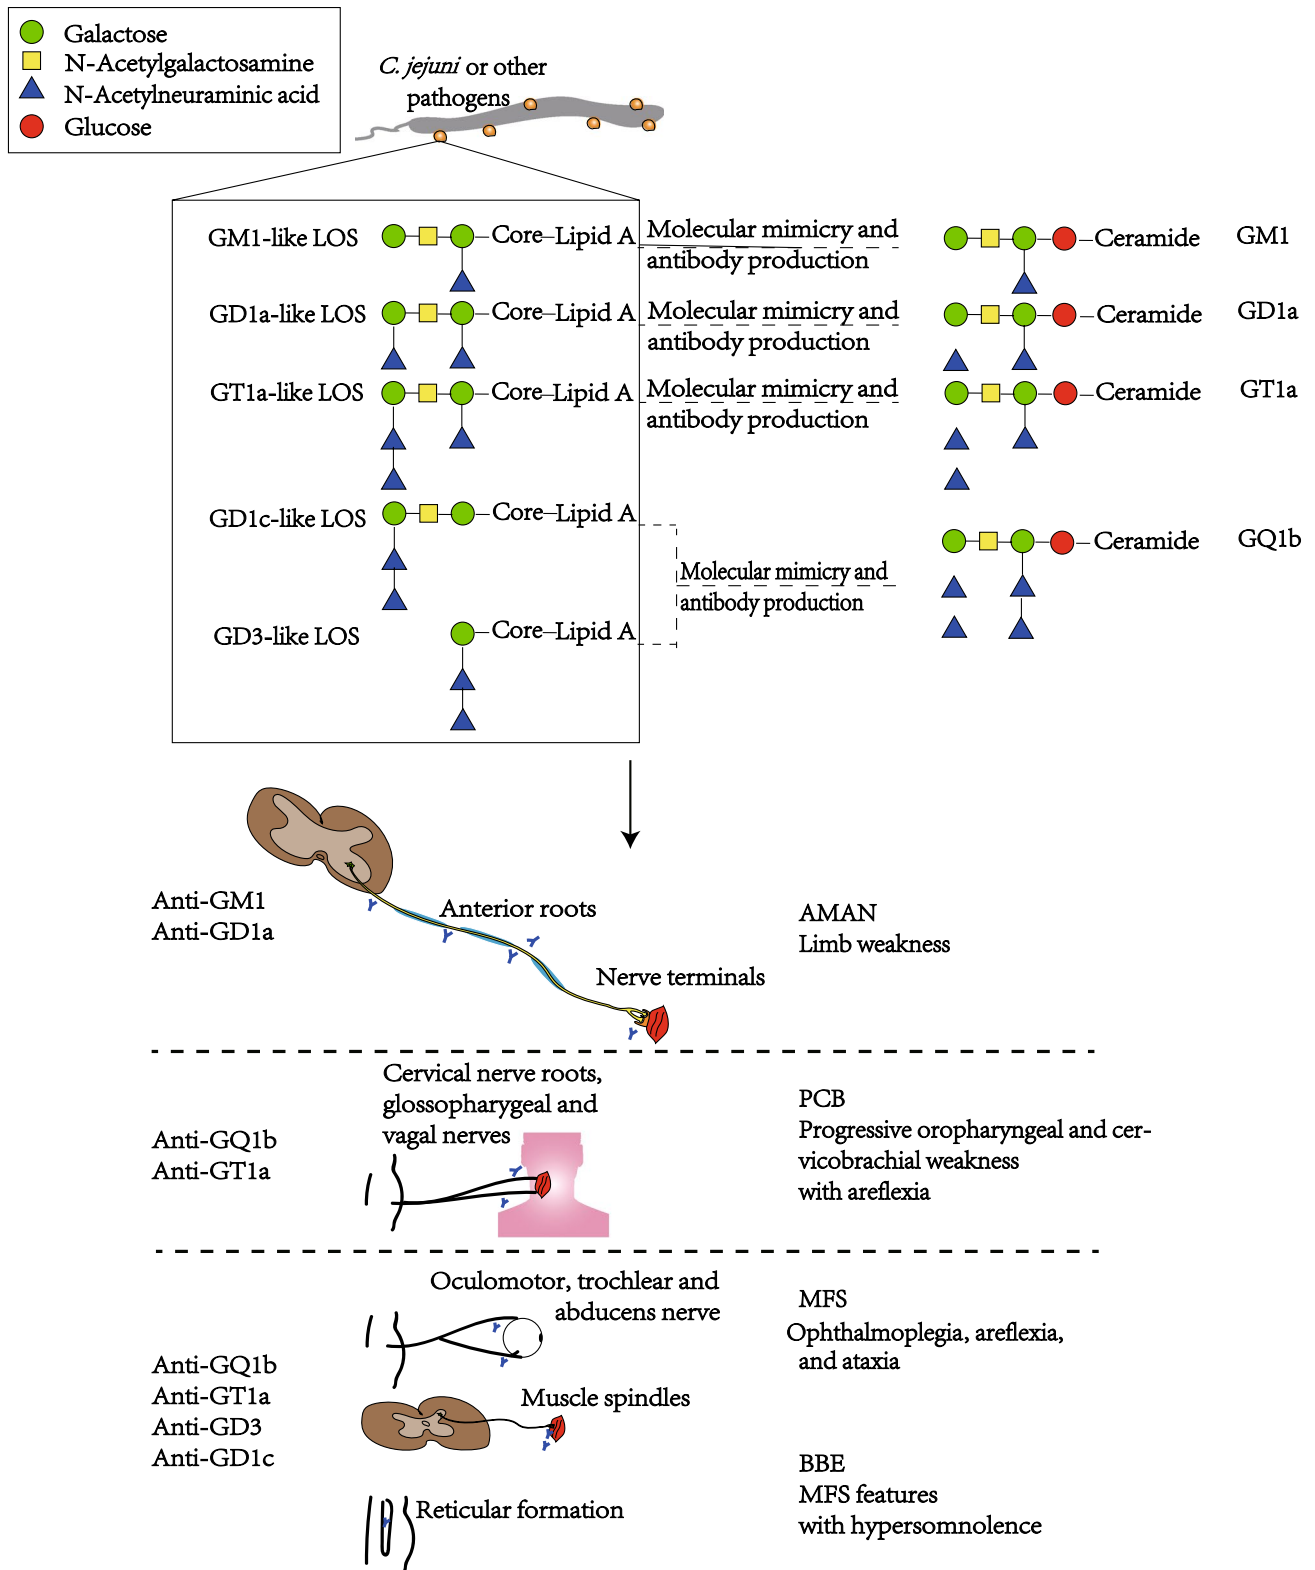 Galactose
N-Acetylgalactosamine
N-Acetylneuraminic acid
Glucose
C. jejuni or other
pathogens
GM1-like LOS
Core
Lipid A
Molecular mimicry and
antibody production
Ceramide
GM1
GD1a-like LOS
Core
Lipid A
Molecular mimicry and
antibody production
Ceramide
GD1a
GT1a-like LOS
Core
Lipid A
Molecular mimicry and
antibody production
Ceramide
GT1a
GD1c-like LOS
Core
Lipid A
GD3-like LOS
Core
Lipid A
Molecular mimicry and
antibody production
Ceramide
GQ1b
Anti-GM1
Anti-GD1a
Anterior roots
Nerve terminals
AMAN
Limb weakness
Cervical nerve roots,
glossopharygeal and
vagal nerves
Anti-GQ1b
Anti-GT1a
PCB
Progressive oropharyngeal and cer-
vicobrachial weakness
with areflexia
Oculomotor, trochlear and
abducens nerve
MFS
Ophthalmoplegia, areflexia,
and ataxia
Anti-GQ1b
Anti-GT1a
Anti-GD3
Anti-GD1c
Muscle spindles
Reticular formation
BBE
MFS features
with hypersomnolence